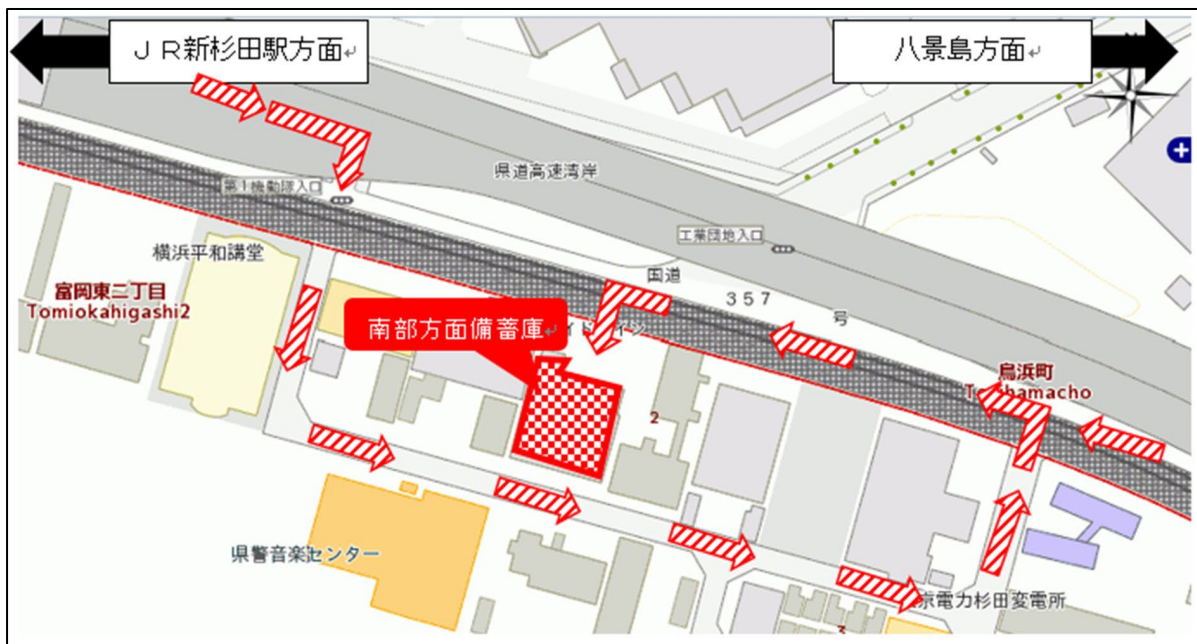 ＪＲ新杉田駅方面
八景島方面
県道高速湾岸
第1機動隊入口
工業団地入口
横浜平和講堂
国道
357
号
富岡東二丁目
Tomiokahigashi2
南部方面備蓄庫
鳥浜町
2
県警音楽センター
京電力杉田変電所
3